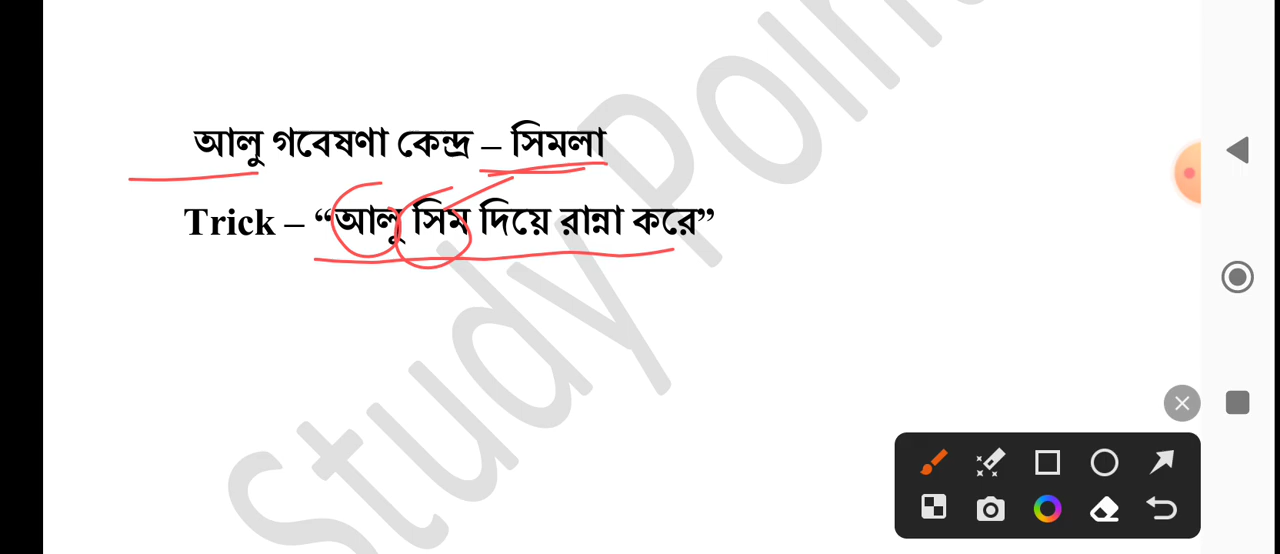 আলু গবেষণা কেন্দ্র – সিমলা
Trick – “আলু সিম দিয়ে রান্না করে”
Study Point